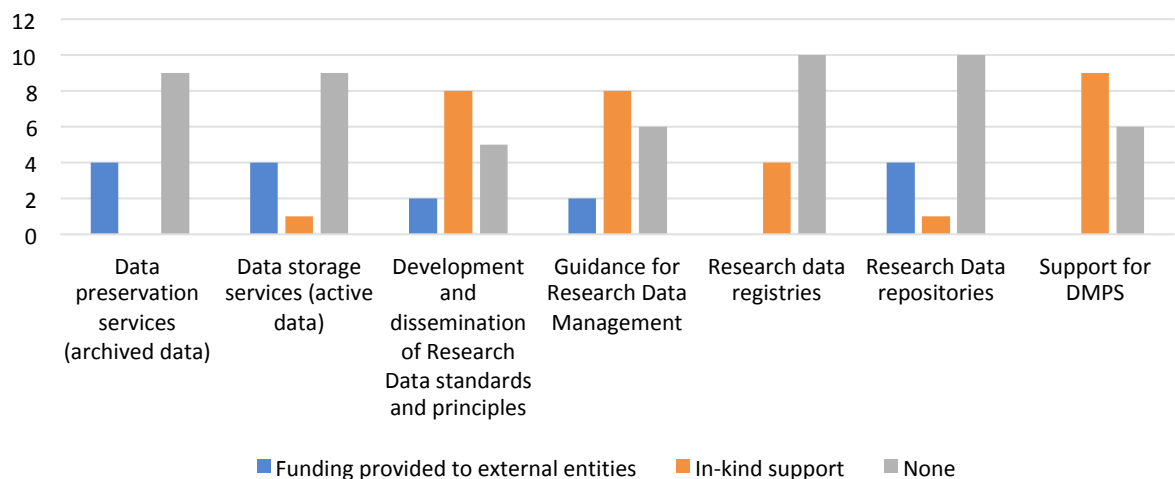 12
10
8
6
4
2
0
Data
preservation
services
(archived data)
Data storage
services (active
data)
Development
and
dissemination
of Research
Data standards
and principles
Guidance for
Research Data
Management
Research data
registries
Research Data
repositories
Support for
DMPS
Funding provided to external entities
In-kind support
None